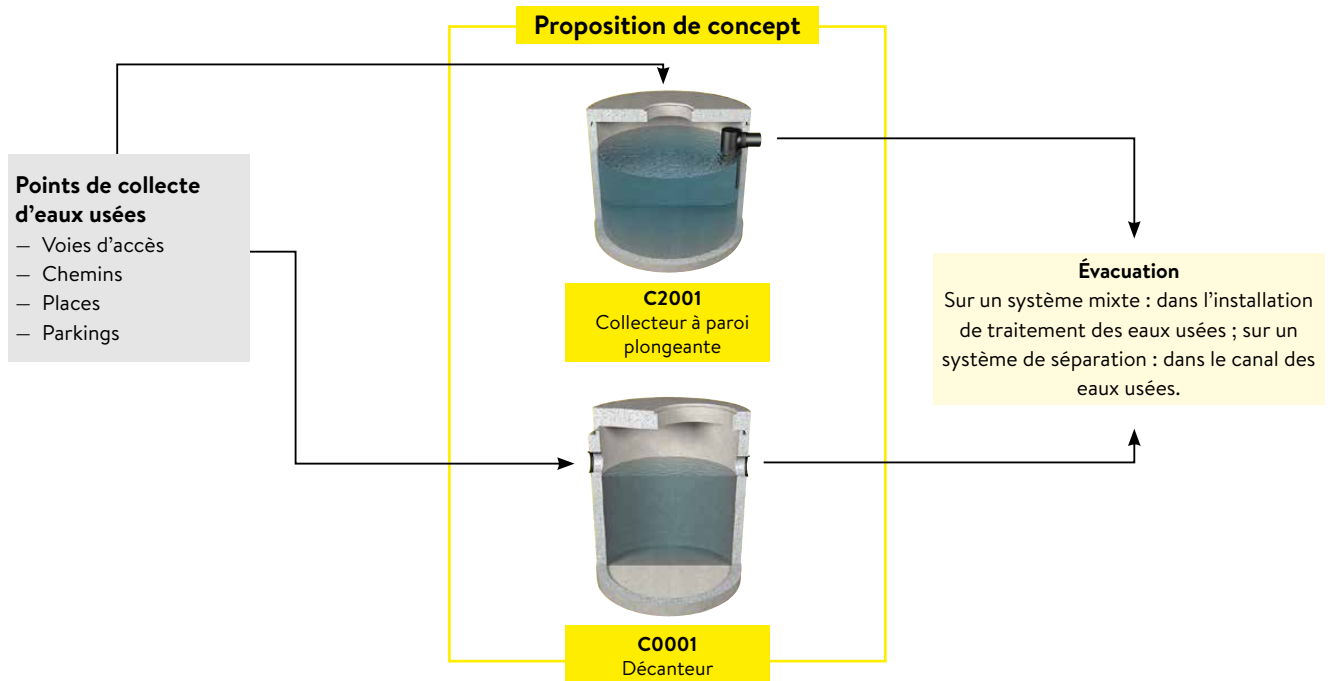 Proposition de concept
Points de collecte
d'eaux usées
— Voies d'accès
— Chemins
— Places
— Parkings
C2001
Collecteur à paroi
plongeante
Évacuation
Sur un système mixte : dans l'installation
de traitement des eaux usées ; sur un
système de séparation : dans le canal des
eaux usées.
C0001
Décanteur